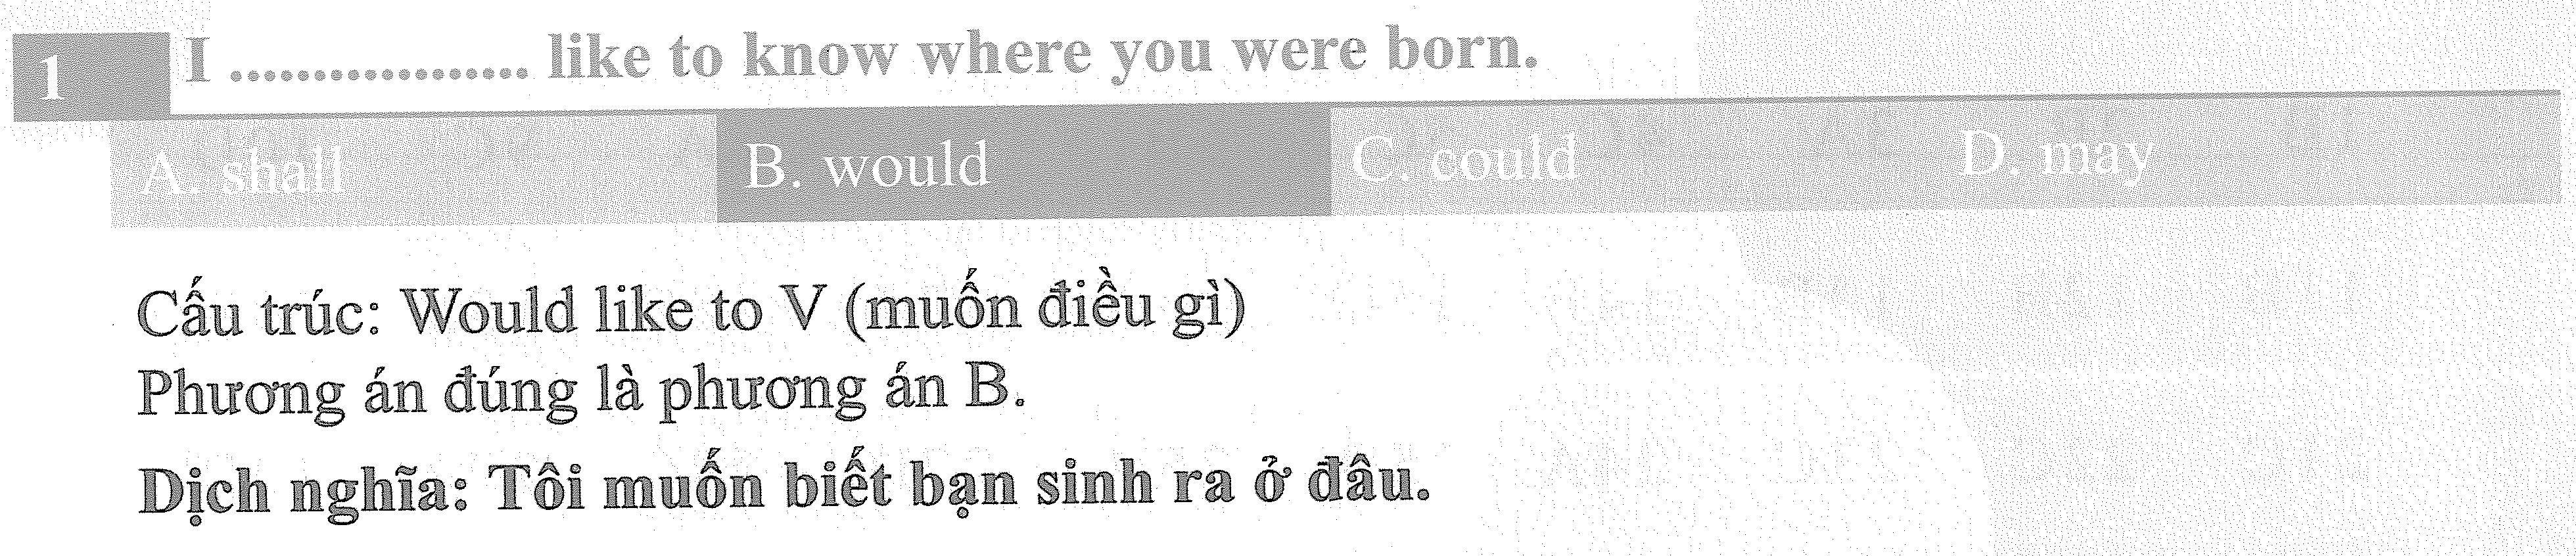 1 I ................. like to know where you were born.
A. shall B. would C. could D. may
Cấu trúc: Would like to V (muốn điều gì)
Phương án đúng là phương án B.
Dịch nghĩa: Tôi muốn biết bạn sinh ra ở đâu.